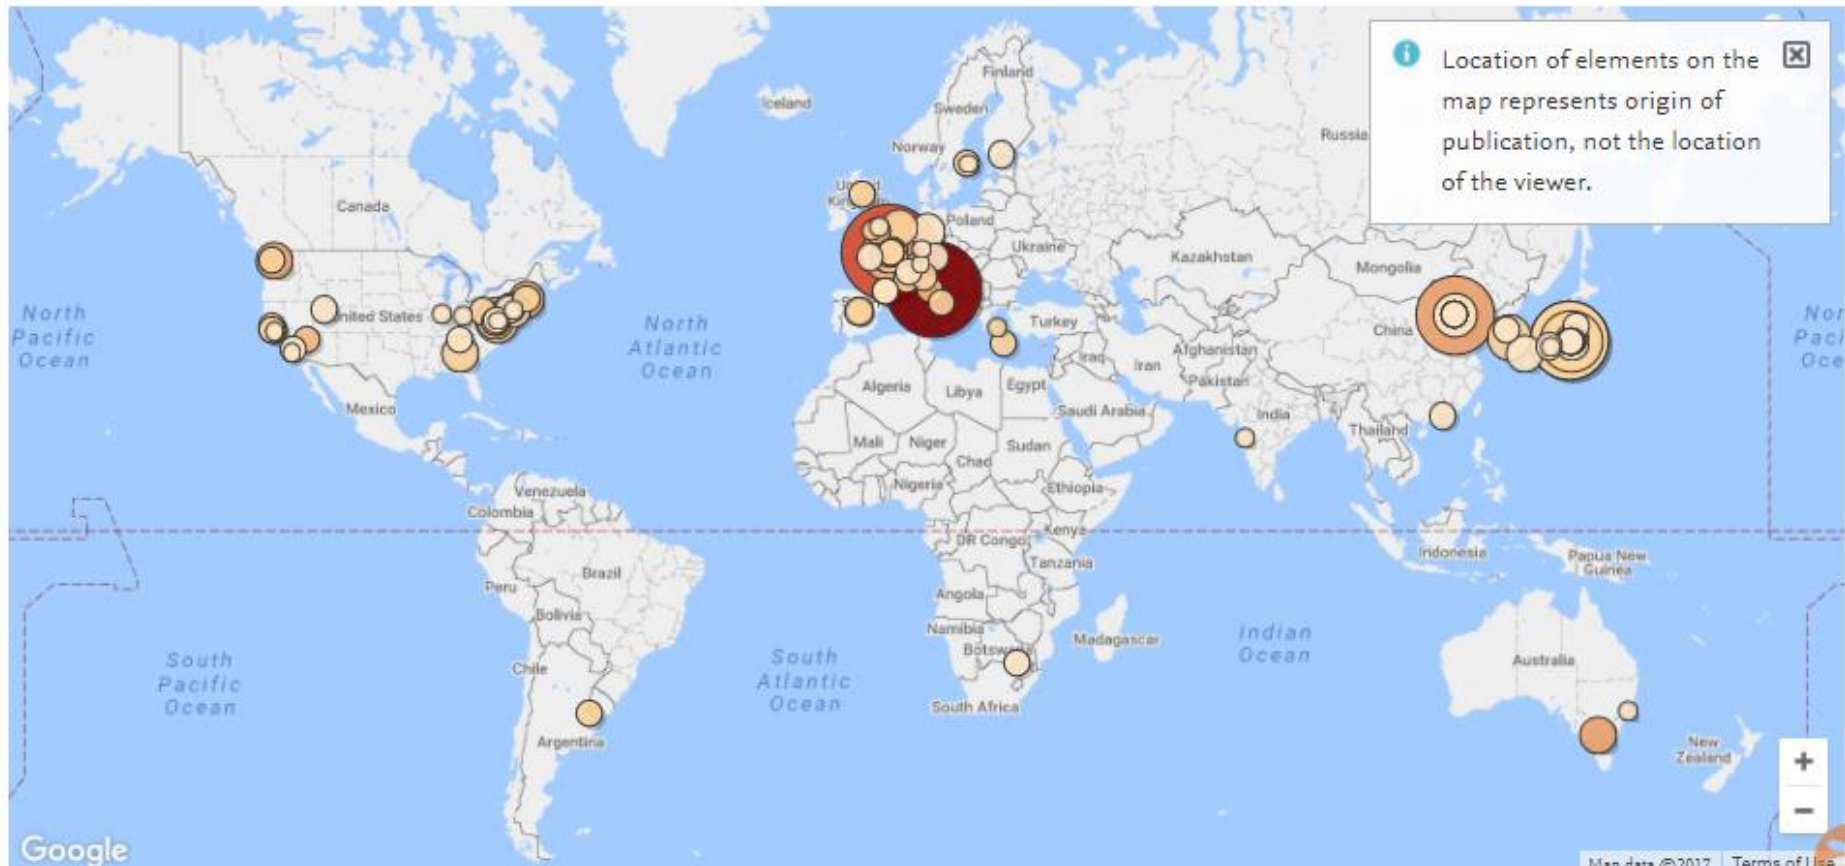 Location of elements on the
map represents origin of
publication, not the location
of the viewer.
Finland
Iceland
Sweden
Russia
Norway
Canada
Poland
Ukraine
Kazakhstan
Mongolia
North
Pacific
Ocean
United States
North
Atlantic
Ocean
Turkey
China
Iraq
Iran
Afghanistan
Pakistan
Algeria
Libya
Egypt
Saudi Arabia
India
Thailand
Mexico
Mali
Niger
Chad
Sudan
Nigeria
Ethiopia
Venezuela
Colombia
DR Congo
Kenya
Tanzania
Indonesia
Papua New
Guinea
Brazil
Peru
Bolivia
Angola
Namibia
Botsw
Madagascar
Indian
Ocean
South
Pacific
Ocean
Chile
South
Atlantic
Ocean
Australia
South Africa
Argentina
New
Zealand
+
−
Google
Map data ©2017
Terms of Use